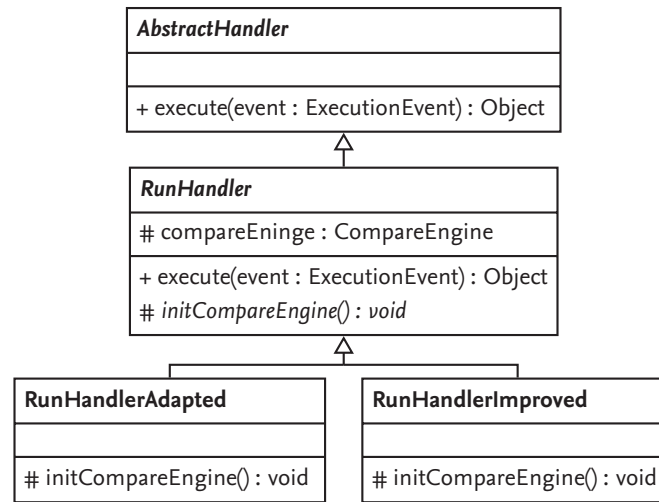 AbstractHandler
+ execute(event : ExecutionEvent) : Object
RunHandler
# compareEninge : CompareEngine
+ execute(event : ExecutionEvent) : Object
# initCompareEngine() : void
RunHandlerAdapted
# initCompareEngine() : void
RunHandlerImproved
# initCompareEngine() : void